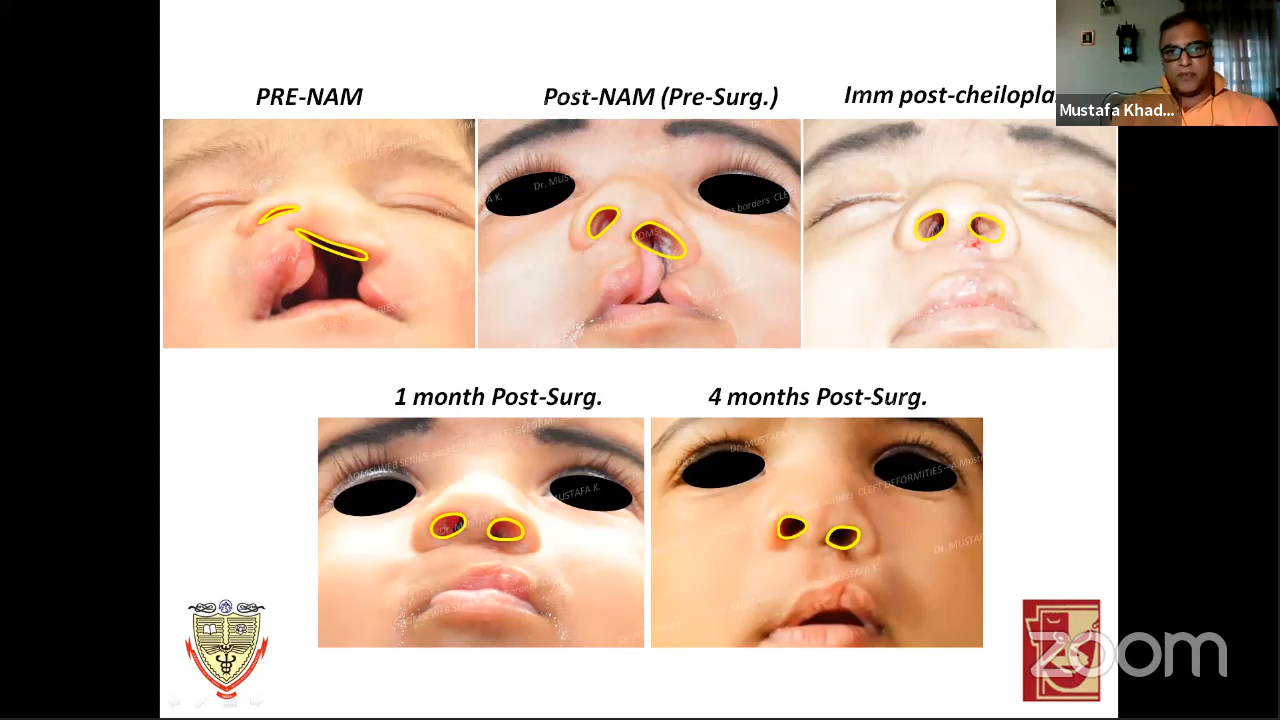 PRE-NAM
Post-NAM (Pre-Surg.)
Imm post-cheilopla
Mustafa Khad...
1 month Post-Surg.
4 months Post-Surg.
zoom